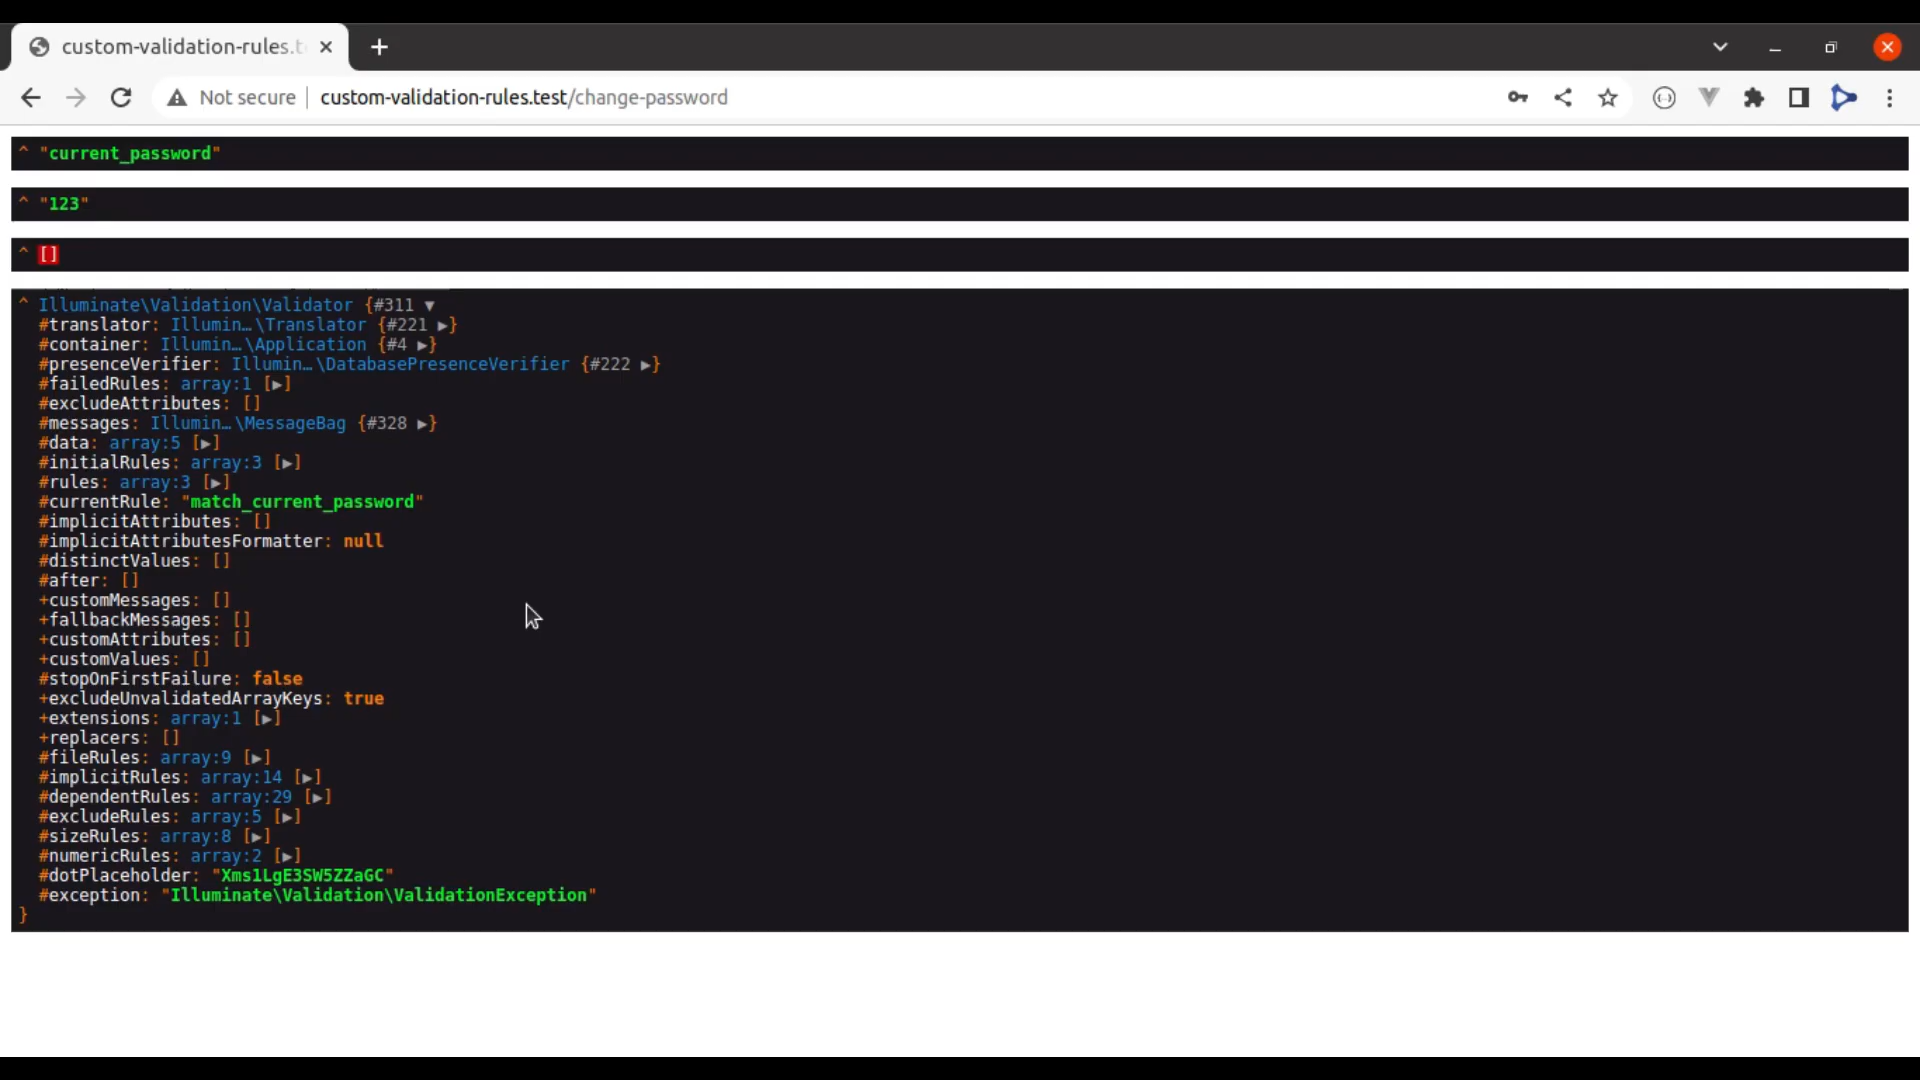 custom-validation-rules.t
Not secure custom-validation-rules.test/change-password
^ "current_password"
^ "123"
^ []
^ Illuminate\Validation\Validator {#311 ▼
#translator: Illumin…\Translator {#221 ▶}
#container: Illumin…\Application {#4 ▶}
#presenceVerifier: Illumin…\DatabasePresenceVerifier {#222 ▶}
#failedRules: array:1 [▶]
#excludeAttributes: []
#messages: Illumin…\MessageBag {#328 ▶}
#data: array:5 [▶]
#initialRules: array:3 [▶]
#rules: array:3 [▶]
#currentRule: "match_current_password"
#implicitAttributes: []
#implicitAttributesFormatter: null
#distinctValues: []
#after: []
+customMessages: []
+fallbackMessages: []
+customAttributes: []
+customValues: []
#stopOnFirstFailure: false
+excludeUnvalidatedArrayKeys: true
+extensions: array:1 [▶]
+replacers: []
#fileRules: array:9 [▶]
#implicitRules: array:14 [▶]
#dependentRules: array:29 [▶]
#excludeRules: array:5 [▶]
#sizeRules: array:8 [▶]
#numericRules: array:2 [▶]
#dotPlaceholder: "Xms1LgE3SW5ZZaGC"
#exception: "Illuminate\Validation\ValidationException"
}